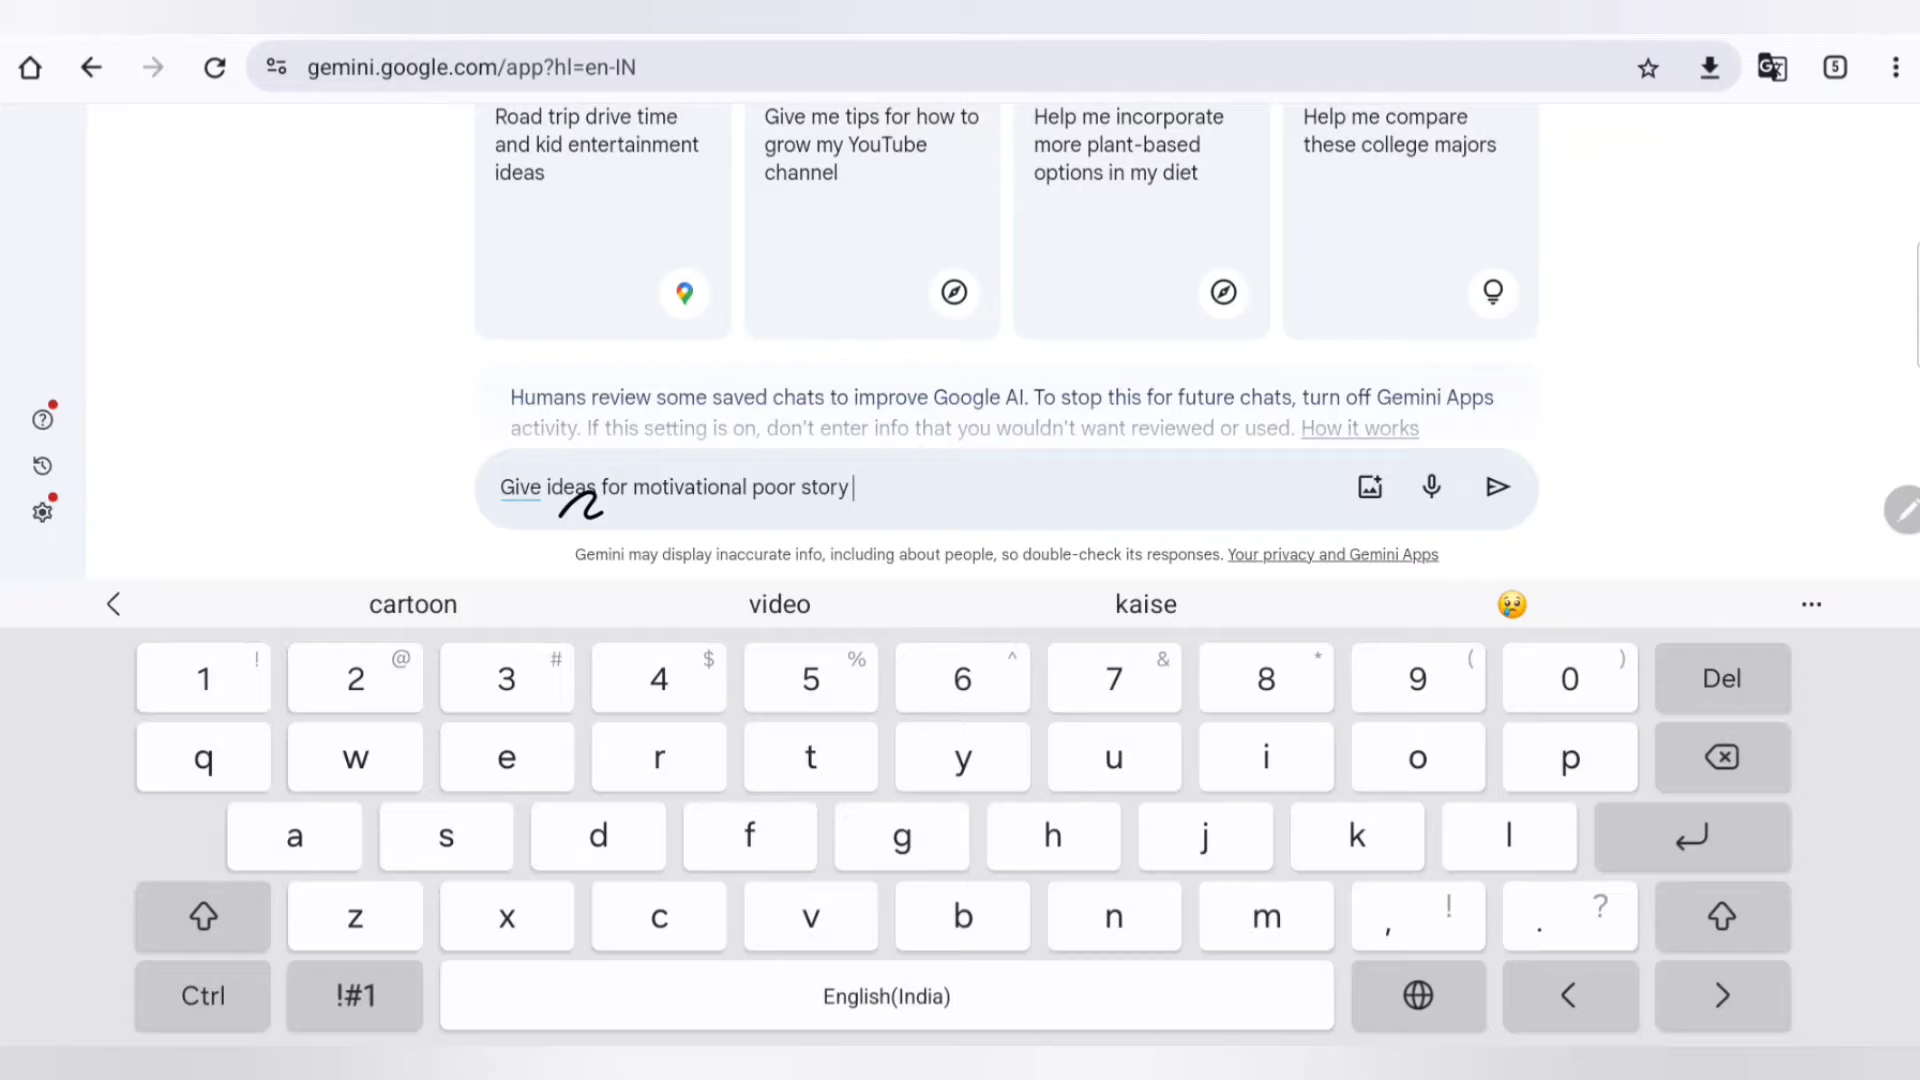 gemini.google.com/app?hl=en-IN
5
Road trip drive time
and kid entertainment
ideas
Give me tips for how to
grow my YouTube
channel
Help me incorporate
more plant-based
options in my diet
Help me compare
these college majors
Humans review some saved chats to improve Google AI. To stop this for future chats, turn off Gemini Apps
activity. If this setting is on, don't enter info that you wouldn't want reviewed or used. How it works
Give ideas for motivational poor story
Gemini may display inaccurate info, including about people, so double-check its responses. Your privacy and Gemini Apps
cartoon video kaise 😢 ...
1 ! 2 @ 3 # 4 $ 5 % 6 ^ 7 & 8 * 9 ( 0 ) Del
q w e r t y u i o p
a s d f g h j k l
z x c v b n m , ! . ?
Ctrl !#1 English(India) < >